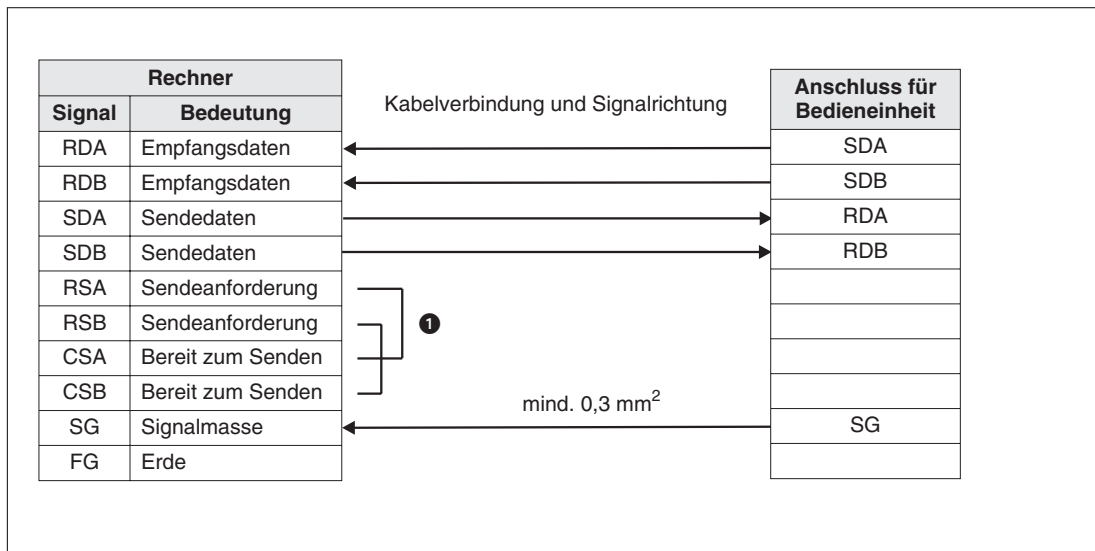 Rechner
Signal Bedeutung
Kabelverbindung und Signalrichtung
Anschluss für
Bedieneinheit
RDA Empfangsdaten SDA
RDB Empfangsdaten SDB
SDA Sendedaten RDA
SDB Sendedaten RDB
RSA Sendeanforderung
RSB Sendeanforderung ❶
CSA Bereit zum Senden
CSB Bereit zum Senden
mind. 0,3 mm²
SG Signalmasse SG
FG Erde